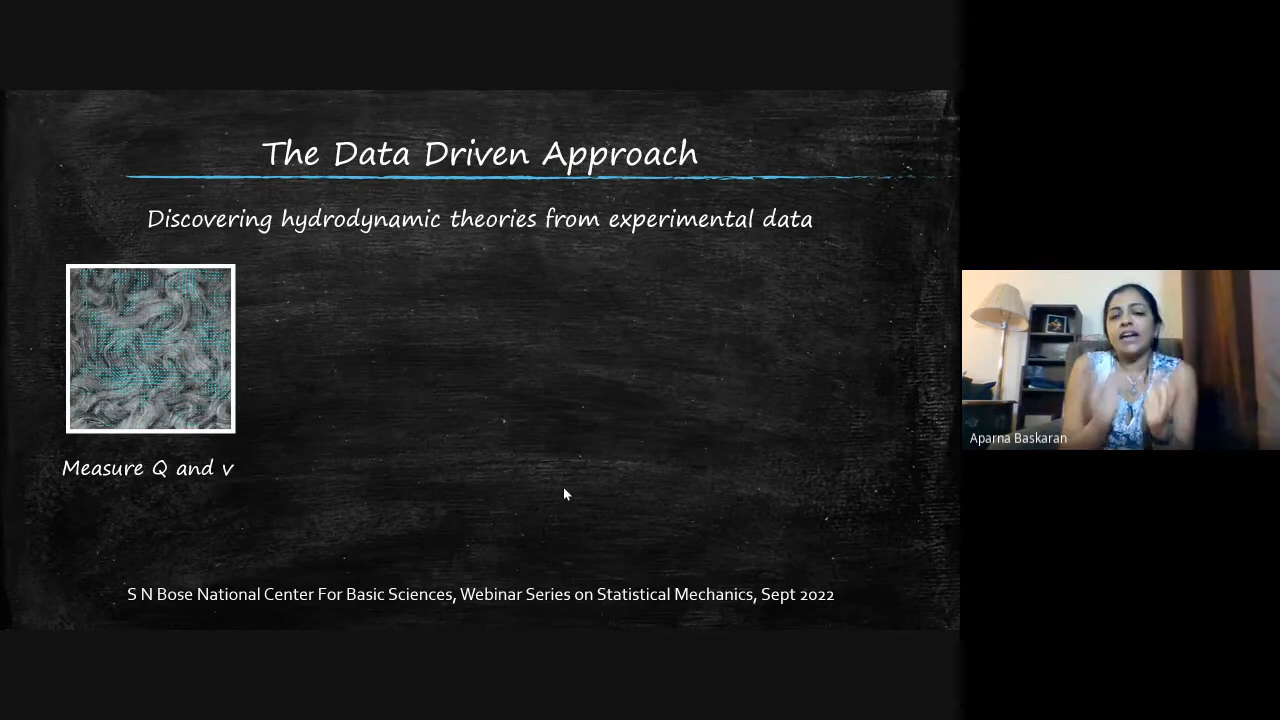 The Data Driven Approach
Discovering hydrodynamic theories from experimental data
Measure Q and v
S N Bose National Center For Basic Sciences, Webinar Series on Statistical Mechanics, Sept 2022
Aparna Baskaran